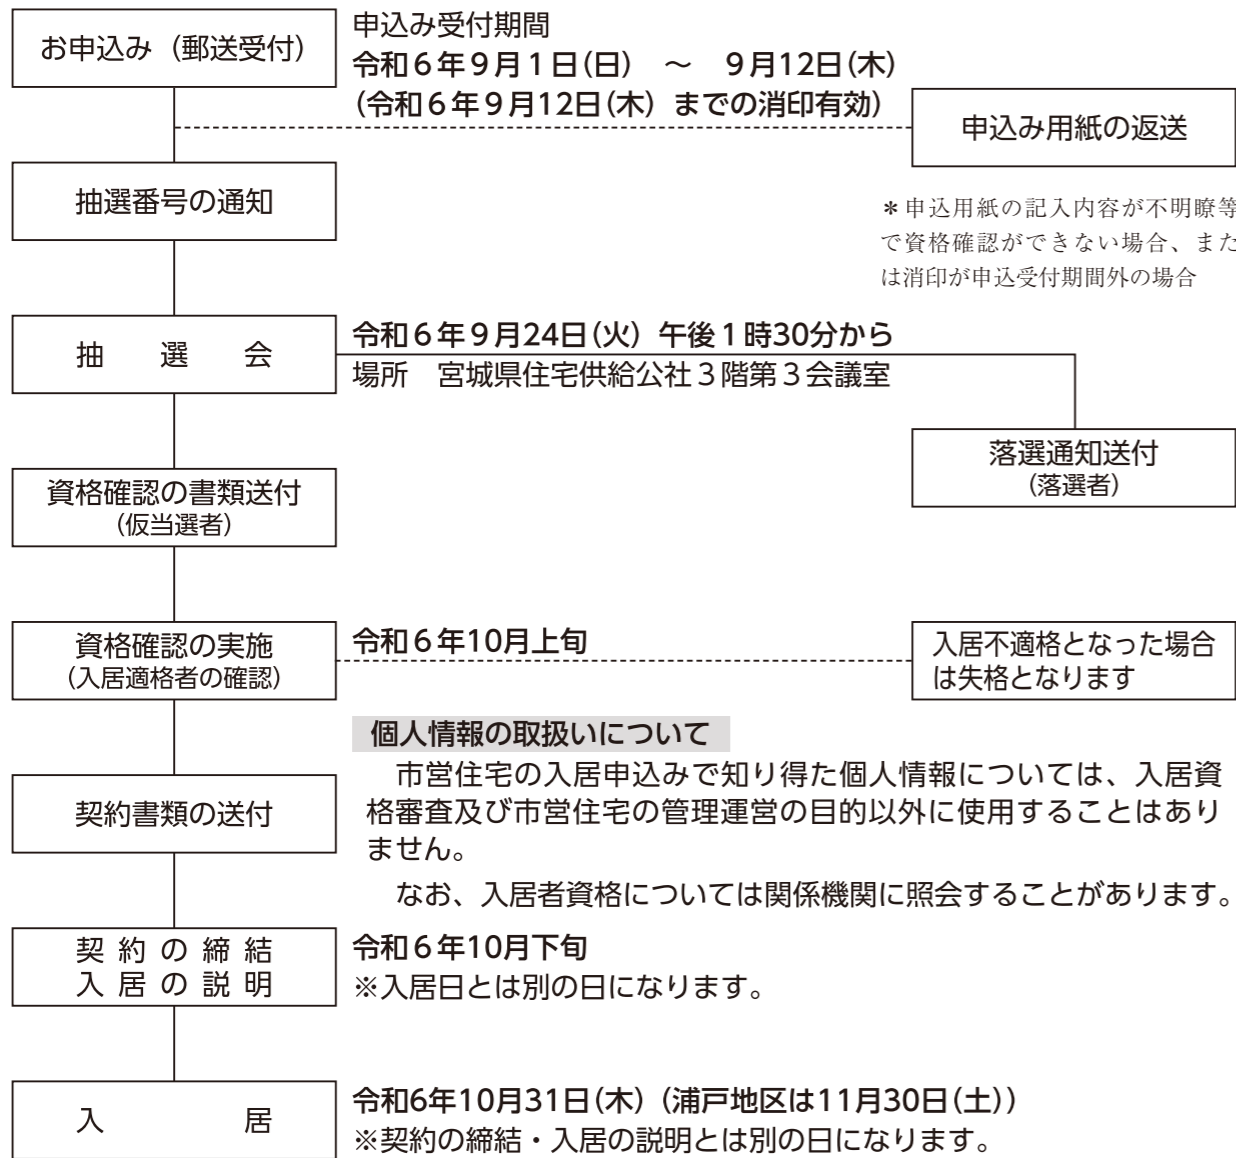 お申込み（郵送受付）
申込み受付期間
令和６年９月１日(日)　～　９月12日(木)
(令和６年９月12日(木) までの消印有効)
申込み用紙の返送
抽選番号の通知
＊申込用紙の記入内容が不明瞭等
で資格確認ができない場合、また
は消印が申込受付期間外の場合
抽　選　会
令和６年９月24日(火) 午後１時30分から
場所　宮城県住宅供給公社３階第３会議室
落選通知送付
(落選者)
資格確認の書類送付
(仮当選者)
資格確認の実施
(入居適格者の確認)
令和６年10月上旬
入居不適格となった場合
は失格となります
個人情報の取扱いについて
　市営住宅の入居申込みで知り得た個人情報については、入居資
格審査及び市営住宅の管理運営の目的以外に使用することはあり
ません。
　なお、入居者資格については関係機関に照会することがあります。
契約書類の送付
契約の締結
入居の説明
令和６年10月下旬
※入居日とは別の日になります。
入　　　居
令和6年10月31日(木)（浦戸地区は11月30日(土)）
※契約の締結・入居の説明とは別の日になります。